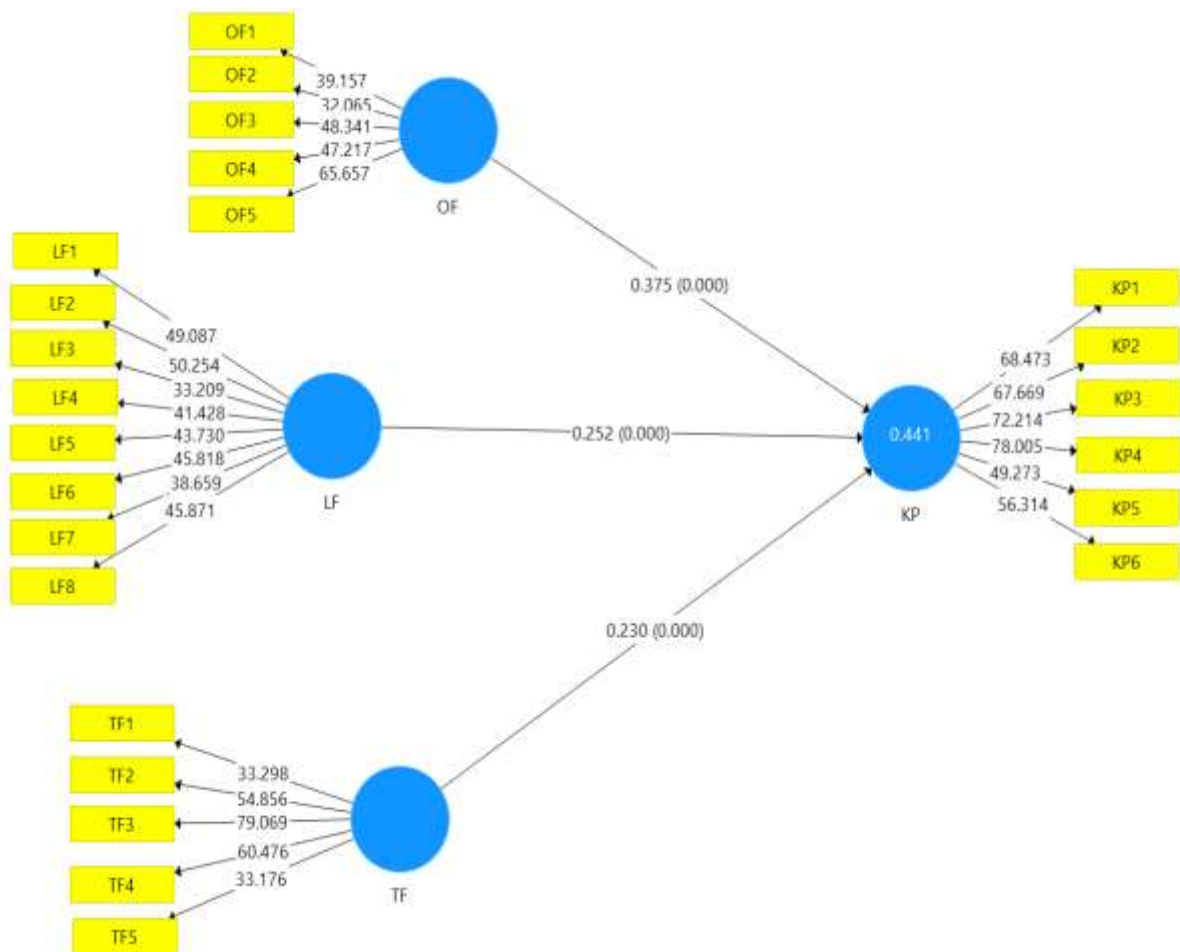 OF1
OF2
OF3
OF4
OF5
39.157
32.065
48.341
47.217
65.657
OF
LF1
LF2
LF3
LF4
LF5
LF6
LF7
LF8
49.087
50.254
33.209
41.428
43.730
45.818
38.659
45.871
LF
TF1
TF2
TF3
TF4
TF5
33.298
54.856
79.069
60.476
33.176
TF
0.375 (0.000)
0.252 (0.000)
0.230 (0.000)
0.441
KP
68.473
67.669
72.214
78.005
49.273
56.314
KP1
KP2
KP3
KP4
KP5
KP6